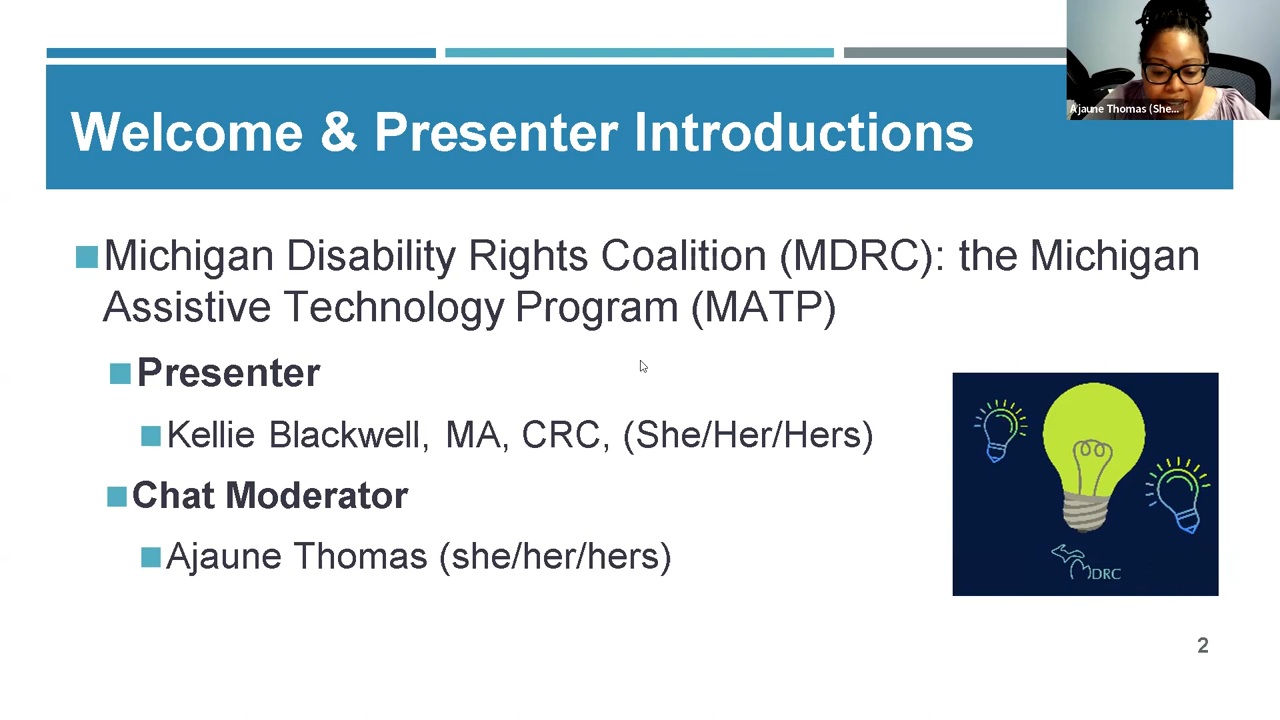 Welcome & Presenter Introductions
Ajaune Thomas (She...
Michigan Disability Rights Coalition (MDRC): the Michigan
Assistive Technology Program (MATP)
Presenter
Kellie Blackwell, MA, CRC, (She/Her/Hers)
Chat Moderator
Ajaune Thomas (she/her/hers)
MDRC
2